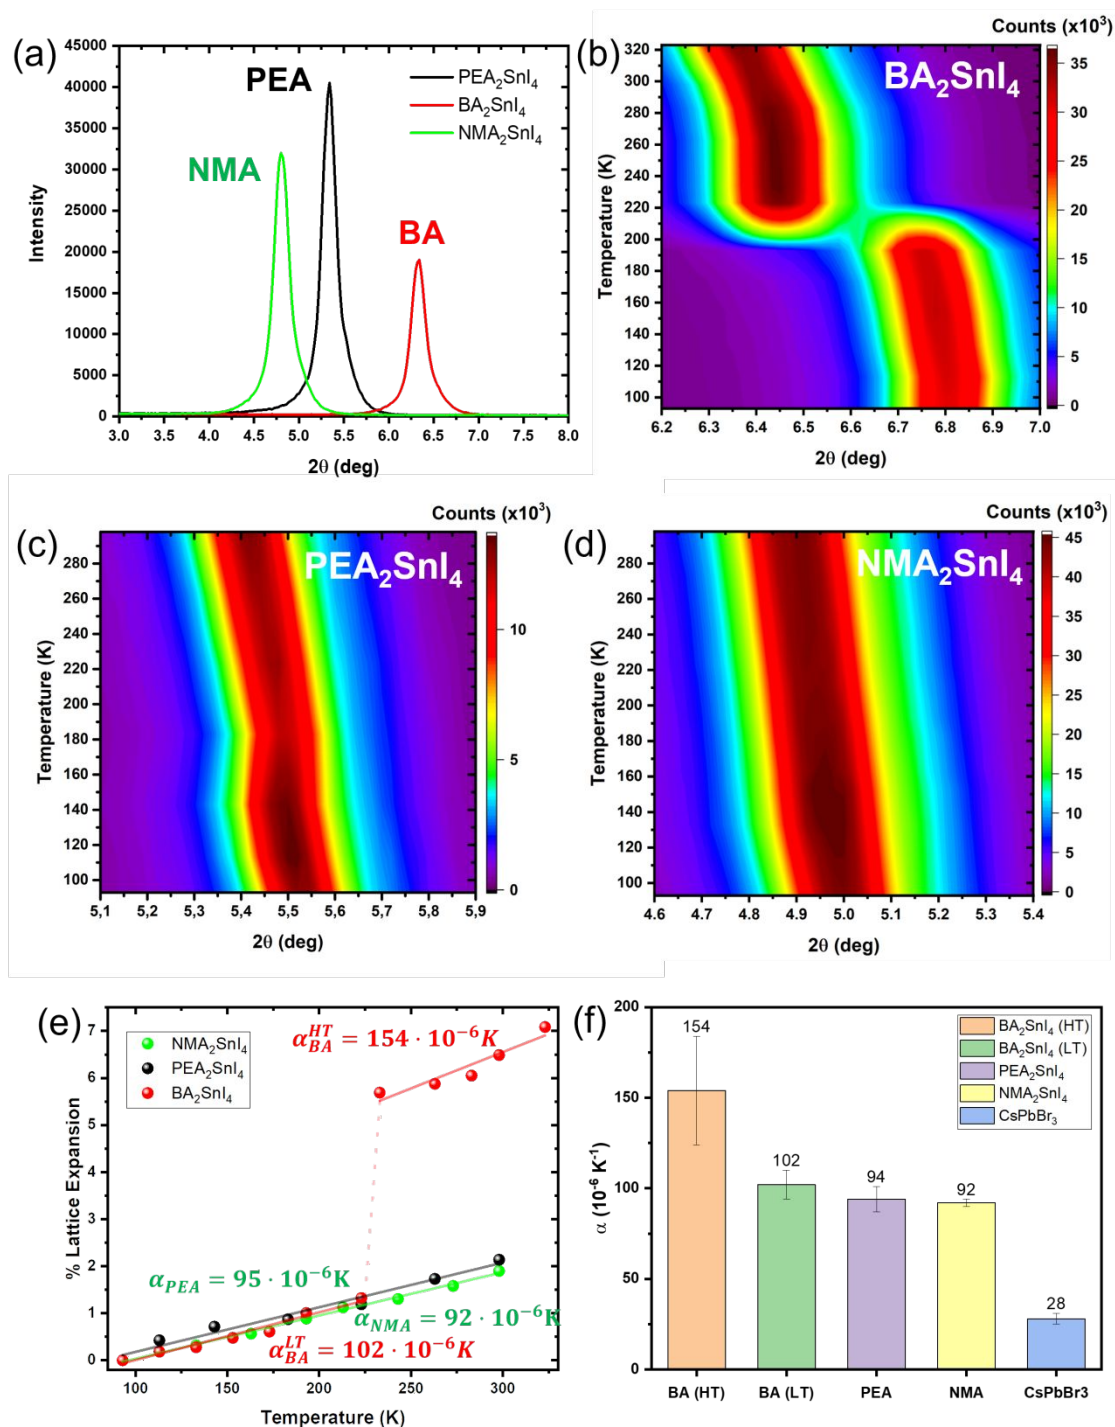 (a)
45000
40000
35000
30000
25000
20000
15000
10000
5000
0
Intensity
3.0 3.5 4.0 4.5 5.0 5.5 6.0 6.5 7.0 7.5 8.0
2θ (deg)
PEA
NMA
BA
PEA₂SnI₄
BA₂SnI₄
NMA₂SnI₄
(b)
Counts (x10³)
BA₂SnI₄
320
300
280
260
240
220
200
180
160
140
120
100
Temperature (K)
6.2 6.3 6.4 6.5 6.6 6.7 6.8 6.9 7.0
2θ (deg)
35
30
25
20
15
10
5
0
(c)
Counts (x10³)
PEA₂SnI₄
280
260
240
220
200
180
160
140
120
100
Temperature (K)
5,1 5,2 5,3 5,4 5,5 5,6 5,7 5,8 5,9
2θ (deg)
10
5
0
(d)
Counts (x10³)
NMA₂SnI₄
280
260
240
220
200
180
160
140
120
100
Temperature (K)
4.6 4.7 4.8 4.9 5.0 5.1 5.2 5.3 5.4
2θ (deg)
45
40
35
30
25
20
15
10
5
0
(e)
7
6
5
4
3
2
1
0
% Lattice Expansion
100 150 200 250 300
Temperature (K)
NMA₂SnI₄
PEA₂SnI₄
BA₂SnI₄
α_BA^HT = 154 · 10⁻⁶K
α_PEA = 95 · 10⁻⁶K
α_NMA = 92 · 10⁻⁶K
α_BA^LT = 102 · 10⁻⁶K
(f)
200
150
100
50
0
α (10⁻⁶ K⁻¹)
154
102
94
92
28
BA₂SnI₄ (HT)
BA₂SnI₄ (LT)
PEA₂SnI₄
NMA₂SnI₄
CsPbBr₃
BA (HT) BA (LT) PEA NMA CsPbBr3